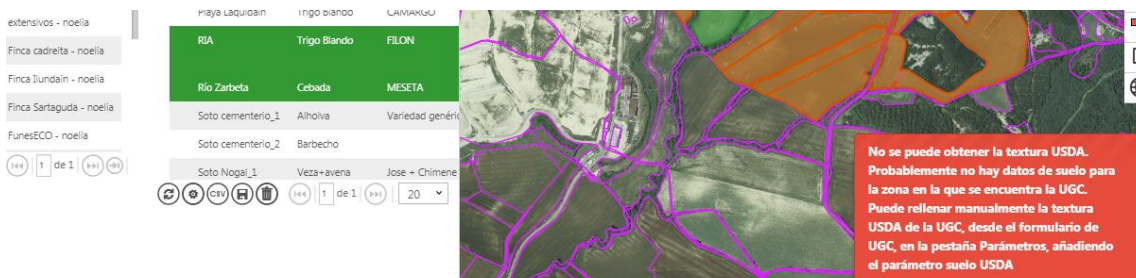 extensivos - noelia
Finca cadreita - noelia
Finca Ilundain - noelia
Finca Sartaguda - noelia
FunesECO - noelia
1 de 1
Playa Laquidain Trigo Blando CAMARGO
RIA Trigo Blando FILON
Río Zarbeta Cebada MESETA
Soto cementerio_1 Alholva Variedad genéric
Soto cementerio_2 Barbecho
Soto Nogal_1 Veza+avena Jose + Chimene
CSV 1 de 1 20
No se puede obtener la textura USDA.
Probablemente no hay datos de suelo para
la zona en la que se encuentra la UGC.
Puede rellenar manualmente la textura
USDA de la UGC, desde el formulario de
UGC, en la pestaña Parámetros, añadiendo
el parámetro suelo USDA